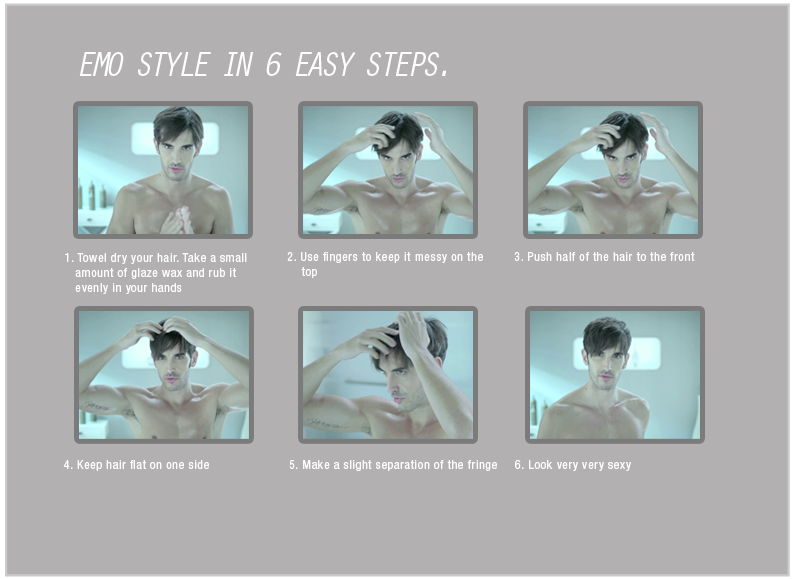 EMO STYLE IN 6 EASY STEPS.
1. Towel dry your hair. Take a small
amount of glaze wax and rub it
evenly in your hands
2. Use fingers to keep it messy on the
top
3. Push half of the hair to the front
4. Keep hair flat on one side
5. Make a slight separation of the fringe
6. Look very very sexy